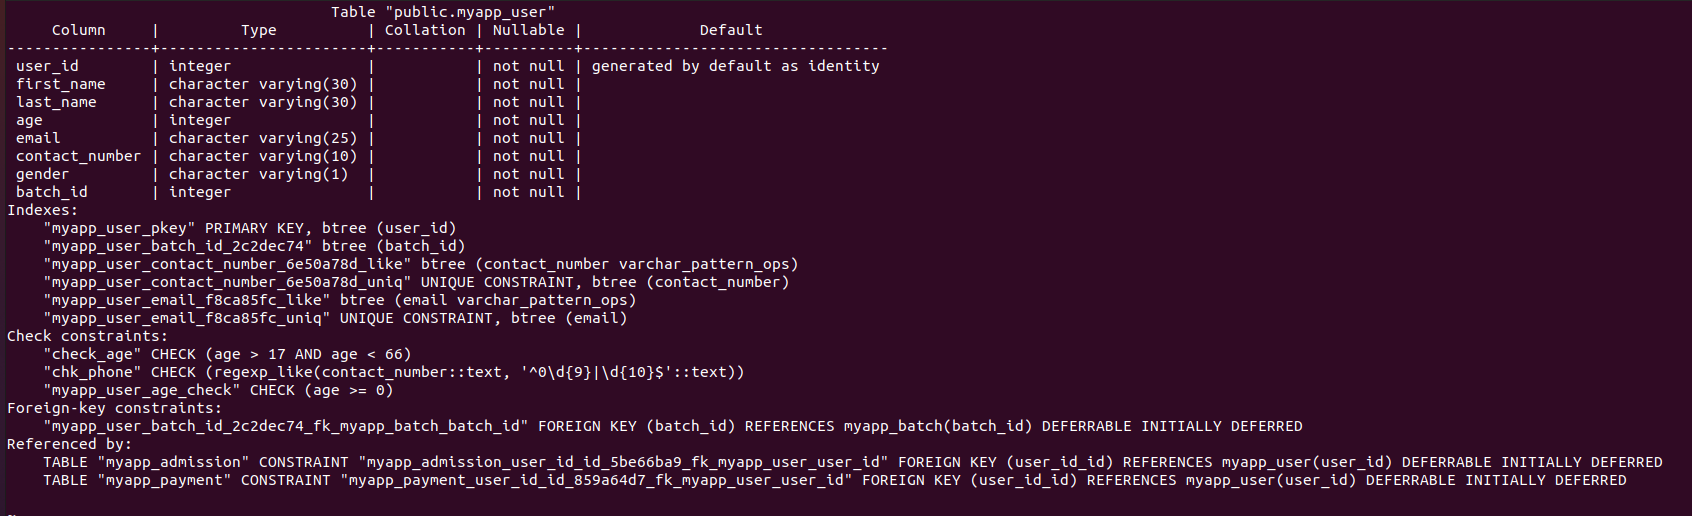 Table "public.myapp_user"
Column | Type | Collation | Nullable | Default
----------------+-----------------------+-----------+----------+----------------------------------
user_id | integer | | not null | generated by default as identity
first_name | character varying(30) | | not null |
last_name | character varying(30) | | not null |
age | integer | | not null |
email | character varying(25) | | not null |
contact_number | character varying(10) | | not null |
gender | character varying(1) | | not null |
batch_id | integer | | not null |
Indexes:
"myapp_user_pkey" PRIMARY KEY, btree (user_id)
"myapp_user_batch_id_2c2dec74" btree (batch_id)
"myapp_user_contact_number_6e50a78d_like" btree (contact_number varchar_pattern_ops)
"myapp_user_contact_number_6e50a78d_uniq" UNIQUE CONSTRAINT, btree (contact_number)
"myapp_user_email_f8ca85fc_like" btree (email varchar_pattern_ops)
"myapp_user_email_f8ca85fc_uniq" UNIQUE CONSTRAINT, btree (email)
Check constraints:
"check_age" CHECK (age > 17 AND age < 66)
"chk_phone" CHECK (regexp_like(contact_number::text, '^0\d{9}|\d{10}$'::text))
"myapp_user_age_check" CHECK (age >= 0)
Foreign-key constraints:
"myapp_user_batch_id_2c2dec74_fk_myapp_batch_batch_id" FOREIGN KEY (batch_id) REFERENCES myapp_batch(batch_id) DEFERRABLE INITIALLY DEFERRED
Referenced by:
TABLE "myapp_admission" CONSTRAINT "myapp_admission_user_id_id_5be66ba9_fk_myapp_user_user_id" FOREIGN KEY (user_id_id) REFERENCES myapp_user(user_id) DEFERRABLE INITIALLY DEFERRED
TABLE "myapp_payment" CONSTRAINT "myapp_payment_user_id_id_859a64d7_fk_myapp_user_user_id" FOREIGN KEY (user_id_id) REFERENCES myapp_user(user_id) DEFERRABLE INITIALLY DEFERRED